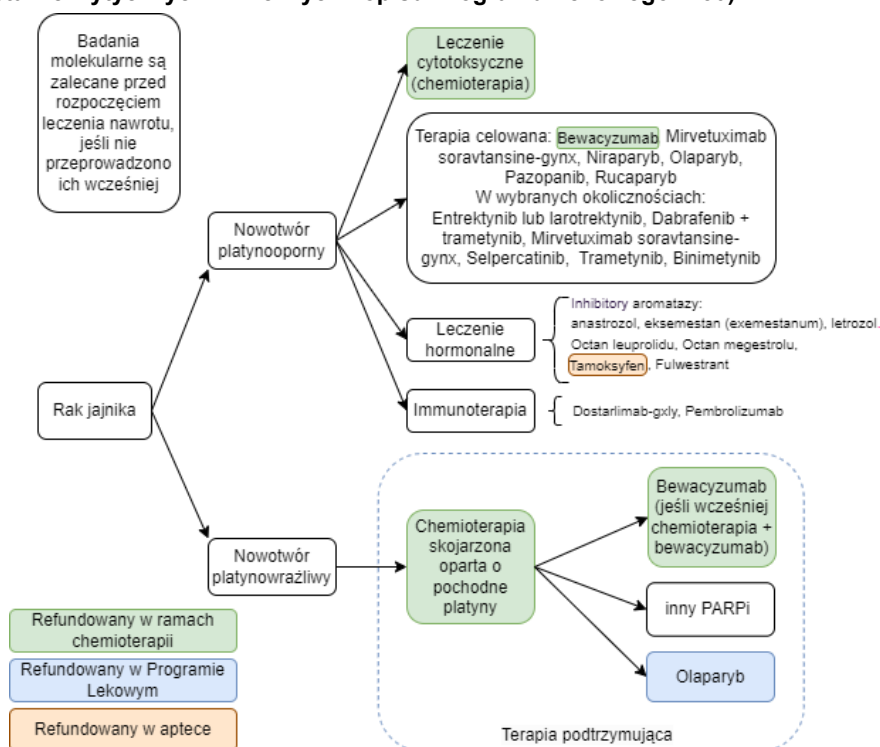 Badania
molekularne są
zalecane przed
rozpoczęciem
leczenia nawrotu,
jeśli nie
przeprowadzono
ich wcześniej
Leczenie
cytotoksyczne
(chemioterapia)
Terapia celowana: Bewacyzumab Mirvetuximab
soravtansine-gynx, Niraparyb, Olaparyb,
Pazopanib, Rucaparyb
W wybranych okolicznościach:
Entrektynib lub larotrektynib, Dabrafenib +
trametynib, Mirvetuximab soravtansine-
gynx, Selpercatinib, Trametynib, Binimetynib
Nowotwór
platynooporny
Leczenie
hormonalne
Inhibitory aromatazy:
anastrozol, eksemestan (exemestanum), letrozol.
Octan leuprolidu, Octan megestrolu,
Tamoksyfen, Fulwestrant
Rak jajnika
Immunoterapia
Dostarlimab-gxly, Pembrolizumab
Nowotwór
platynowrażliwy
Chemioterapia
skojarzona
oparta o
pochodne
platyny
Bewacyzumab
(jeśli wcześniej
chemioterapia +
bewacyzumab)
inny PARPi
Olaparyb
Terapia podtrzymująca
Refundowany w ramach
chemioterapii
Refundowany w Programie
Lekowym
Refundowany w aptece